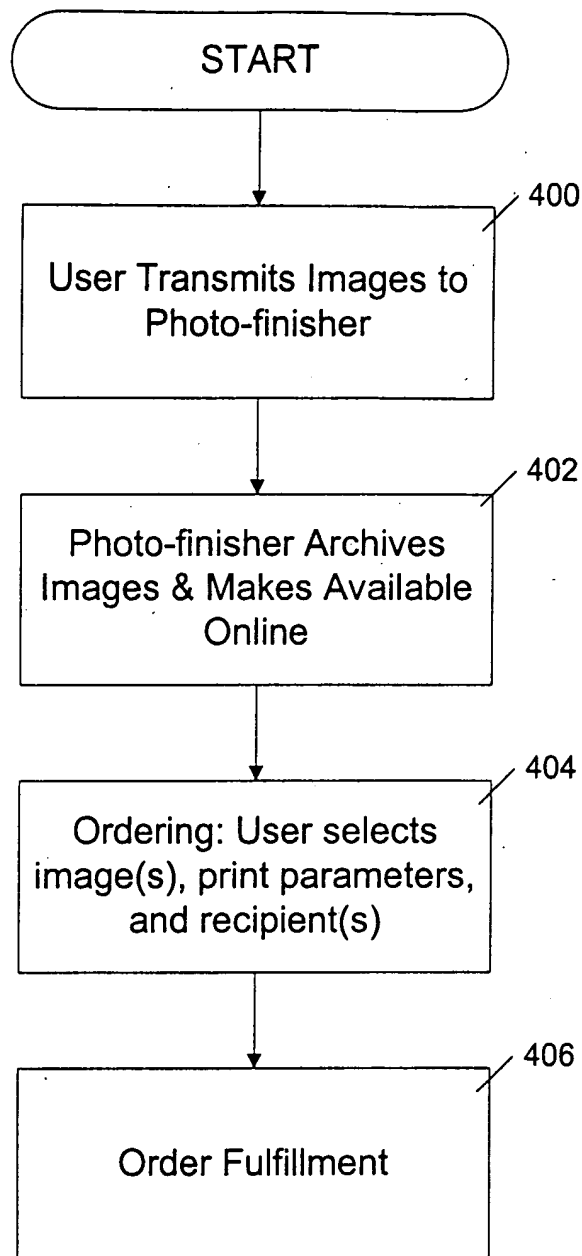 START
400
User Transmits Images to
Photo-finisher
402
Photo-finisher Archives
Images & Makes Available
Online
404
Ordering: User selects
image(s), print parameters,
and recipient(s)
406
Order Fulfillment